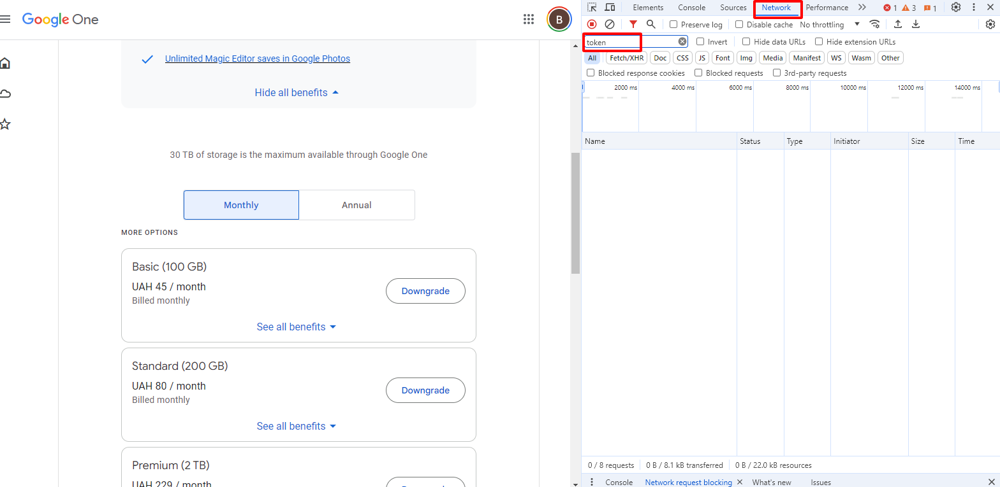 Google One
B
Unlimited Magic Editor saves in Google Photos
Hide all benefits
30 TB of storage is the maximum available through Google One
Monthly
Annual
MORE OPTIONS
Basic (100 GB)
UAH 45 / month
Billed monthly
Downgrade
See all benefits
Standard (200 GB)
UAH 80 / month
Billed monthly
Downgrade
See all benefits
Premium (2 TB)
UAH 229 / month
Elements Console Sources Network Performance 1 3 1
Preserve log Disable cache No throttling
token Invert Hide data URLs Hide extension URLs
All Fetch/XHR Doc CSS JS Font Img Media Manifest WS Wasm Other
Blocked response cookies Blocked requests 3rd-party requests
2000 ms 4000 ms 6000 ms 8000 ms 10000 ms 12000 ms 14000 ms
Name Status Type Initiator Size Time
0 / 8 requests 0 B / 8.1 kB transferred 0 B / 22.0 kB resources
Console Network request blocking What's new Issues